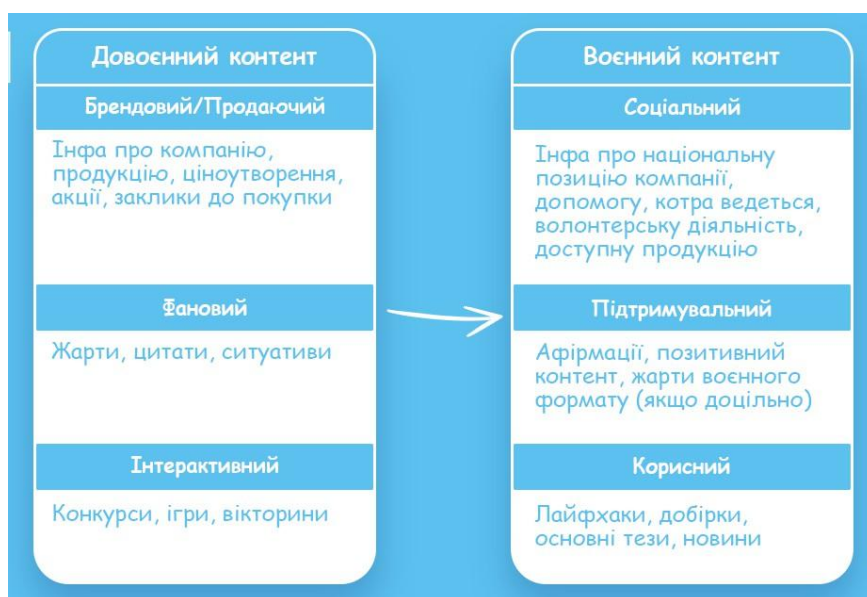 Довоєнний контент
Брендовий/Продаючий
Інфа про компанію,
продукцію, ціноутворення,
акції, заклики до покупки
Фановий
Жарти, цитати, ситуативи
Інтерактивний
Конкурси, ігри, вікторини
Воєнний контент
Соціальний
Інфа про національну
позицію компанії,
допомогу, котра ведеться,
волонтерську діяльність,
доступну продукцію
Підтримувальний
Афірмації, позитивний
контент, жарти воєнного
формату (якщо доцільно)
Корисний
Лайфхаки, добірки,
основні тези, новини